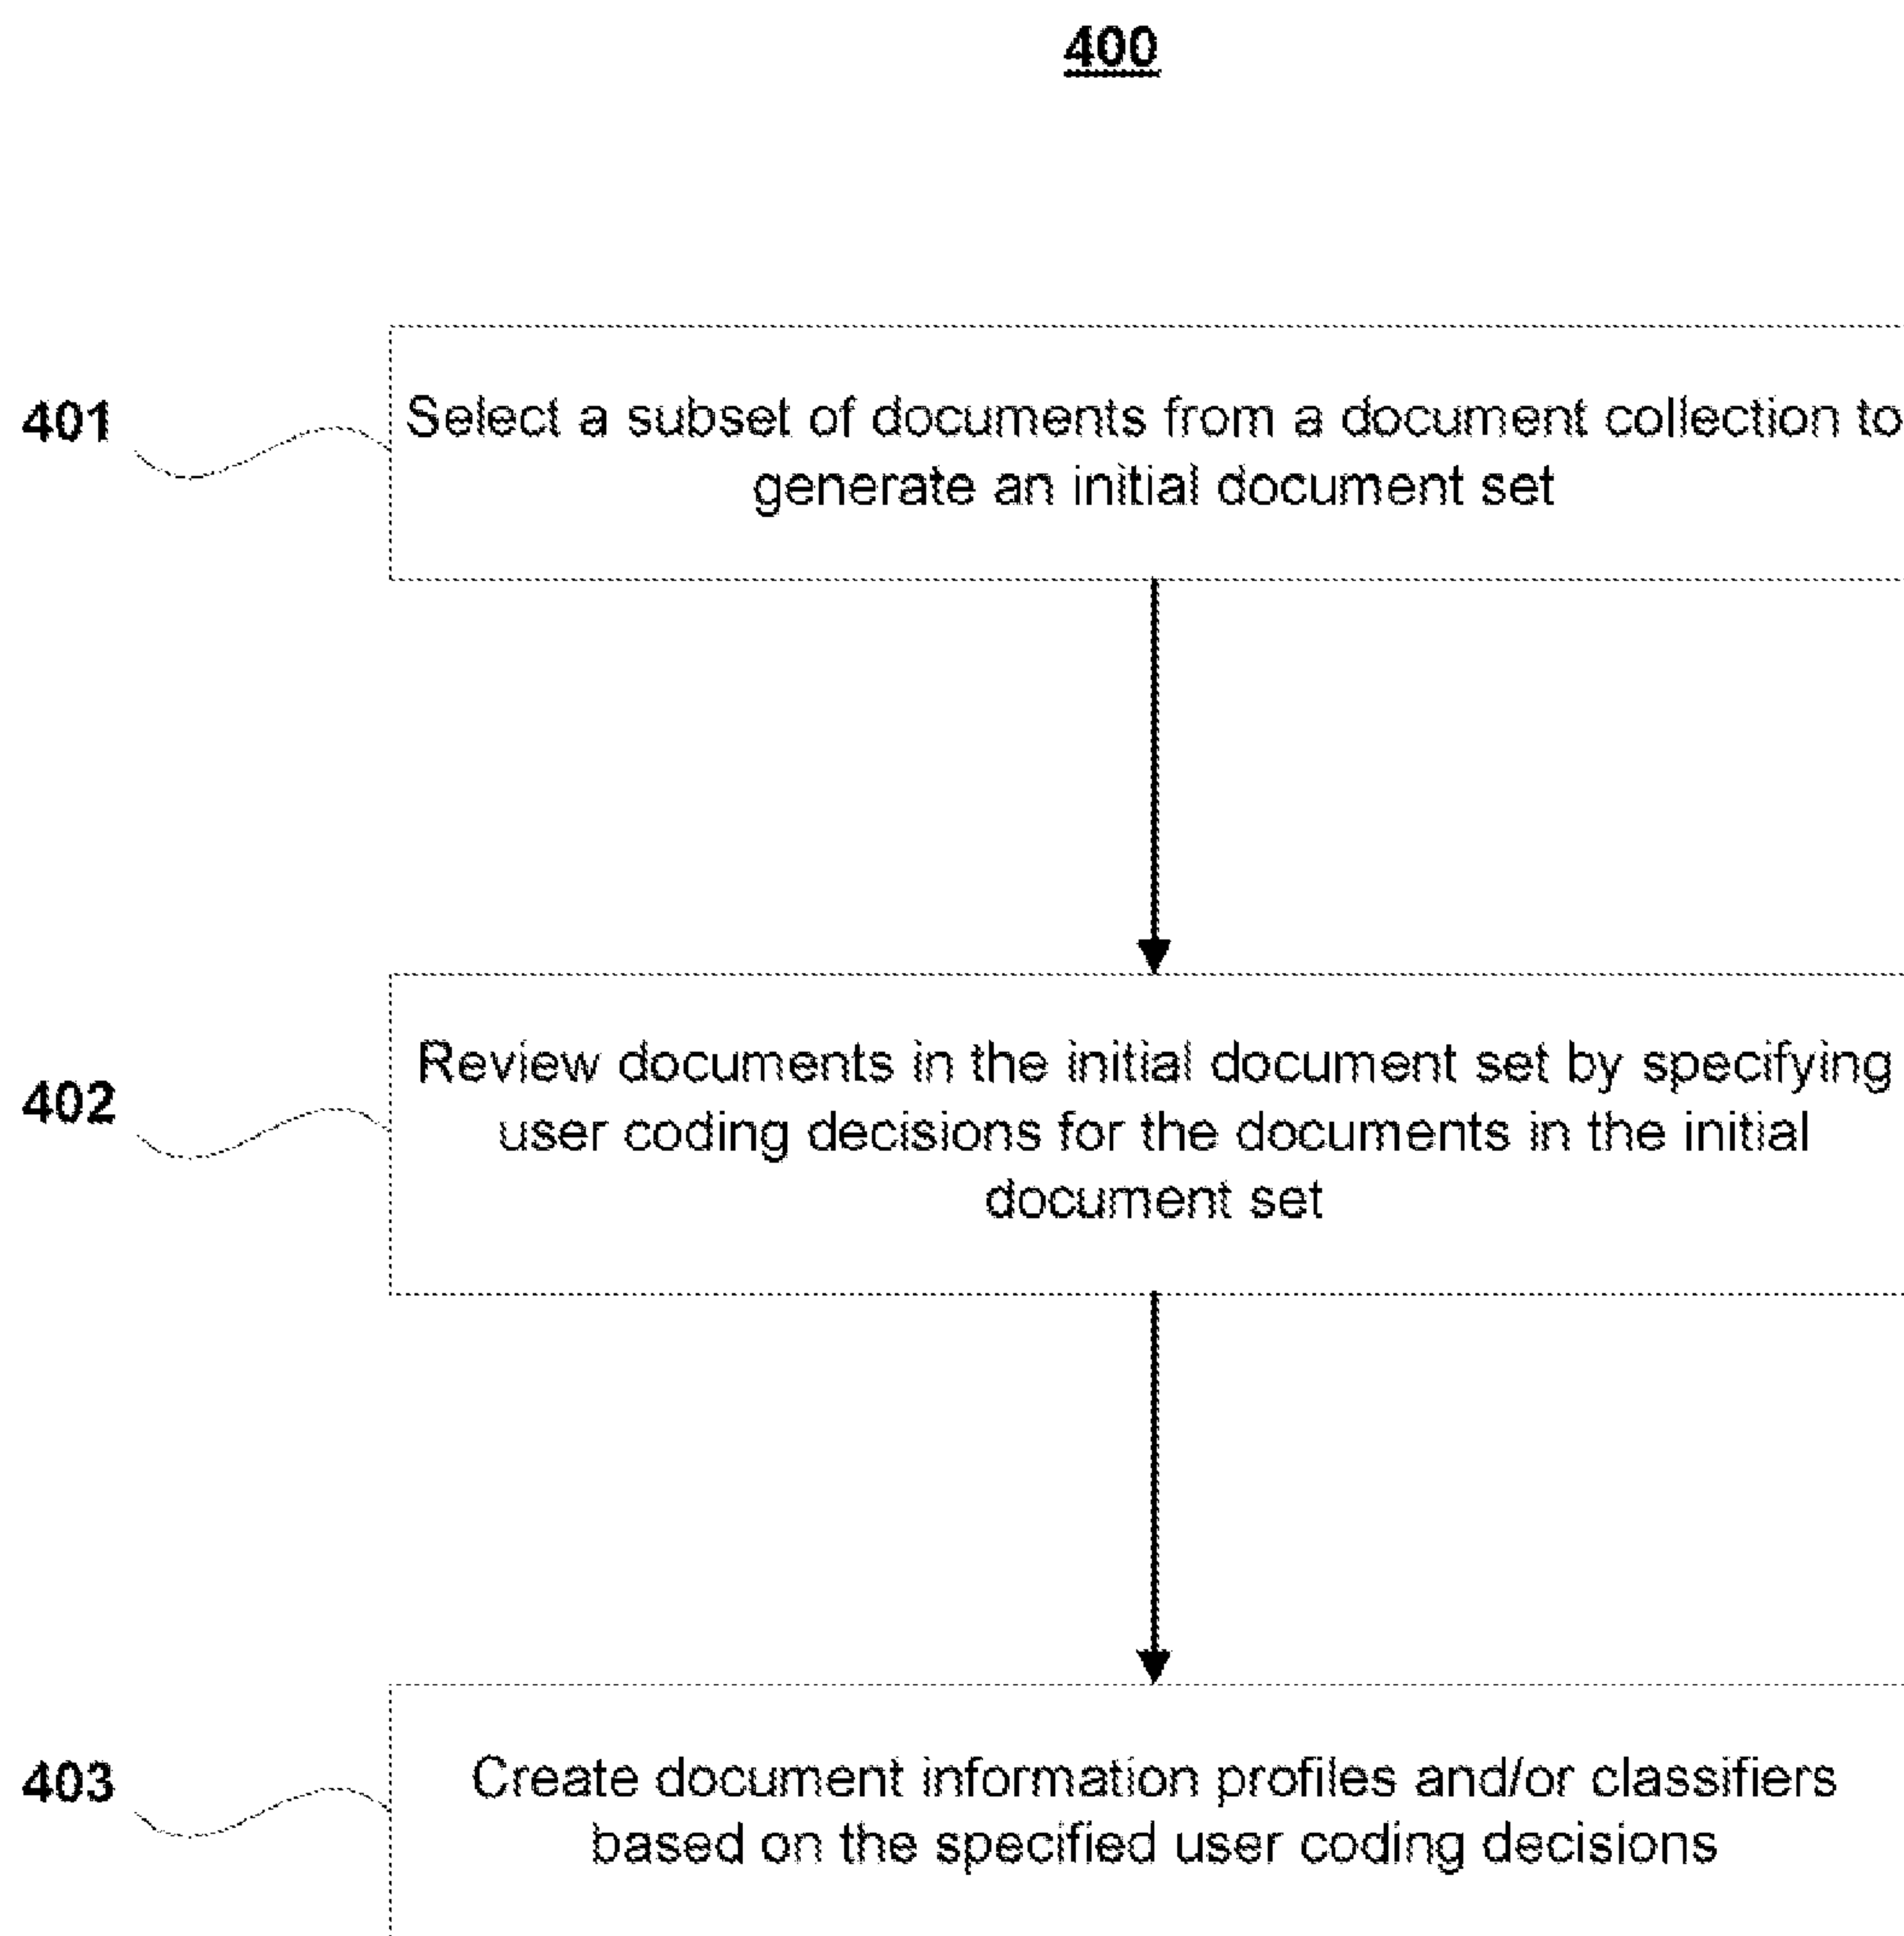 400
401
Select a subset of documents from a document collection to
generate an initial document set
402
Review documents in the initial document set by specifying
user coding decisions for the documents in the initial
document set
403
Create document information profiles and/or classifiers
based on the specified user coding decisions